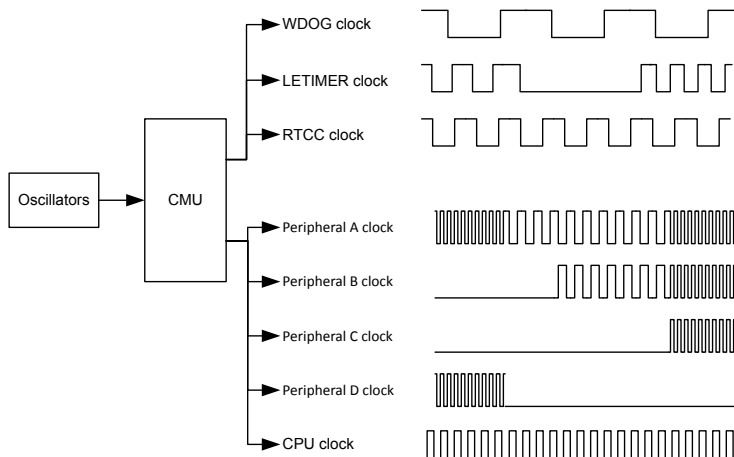 WDOG clock
LETIMER clock
RTCC clock
Oscillators
CMU
Peripheral A clock
Peripheral B clock
Peripheral C clock
Peripheral D clock
CPU clock